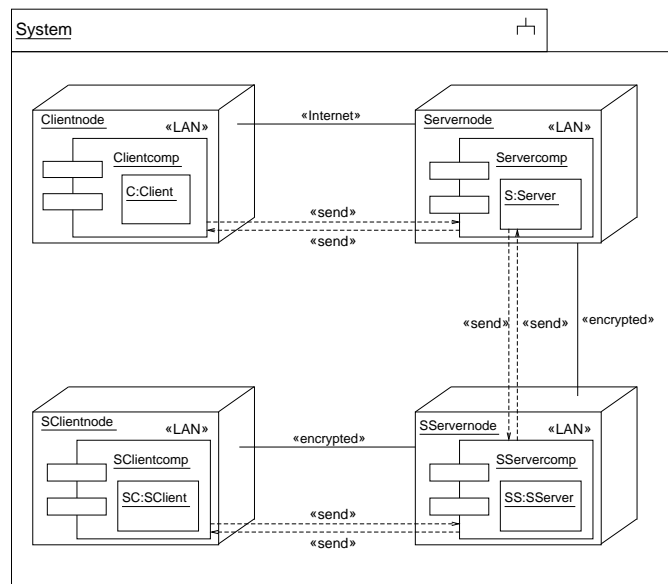 System
Clientnode
«LAN»
Clientcomp
C:Client
«Internet»
Servernode
«LAN»
Servercomp
S:Server
«send»
«send»
«send»
«send»
«encrypted»
SClientnode
«LAN»
SClientcomp
SC:SClient
«encrypted»
SServernode
«LAN»
SServercomp
SS:SServer
«send»
«send»